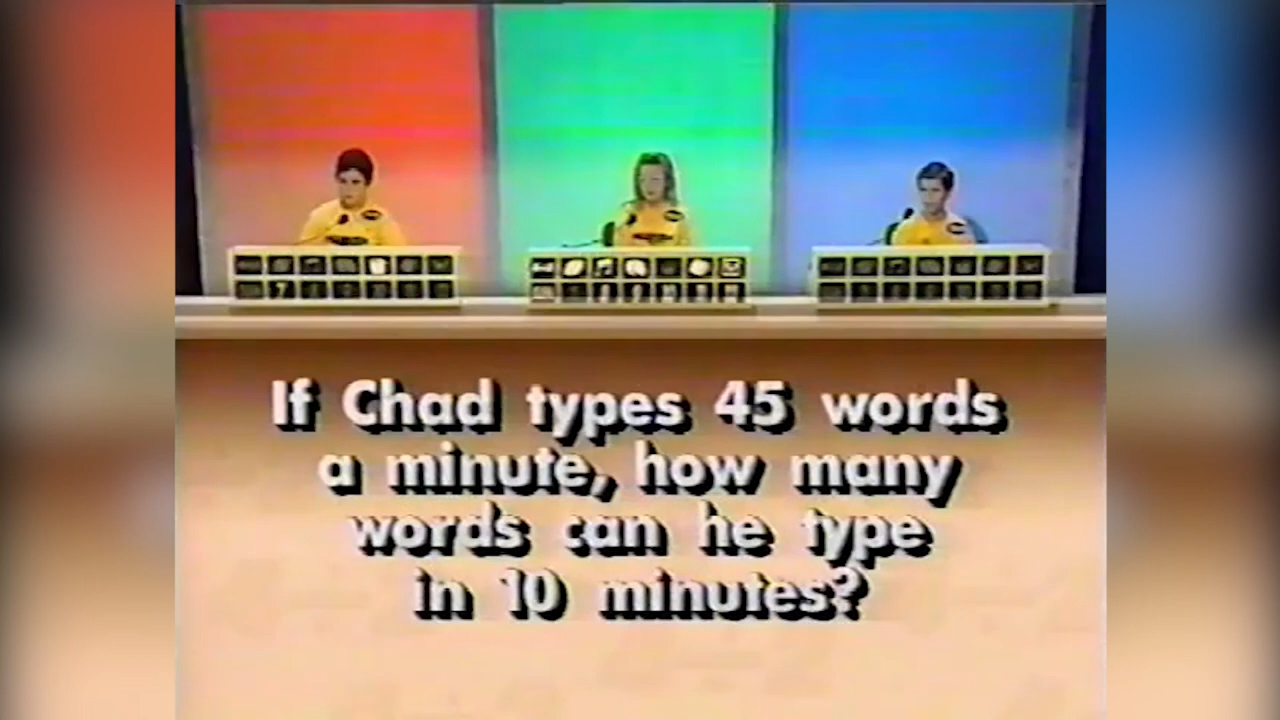 If Chad types 45 words
a minute, how many
words can he type
in 10 minutes?